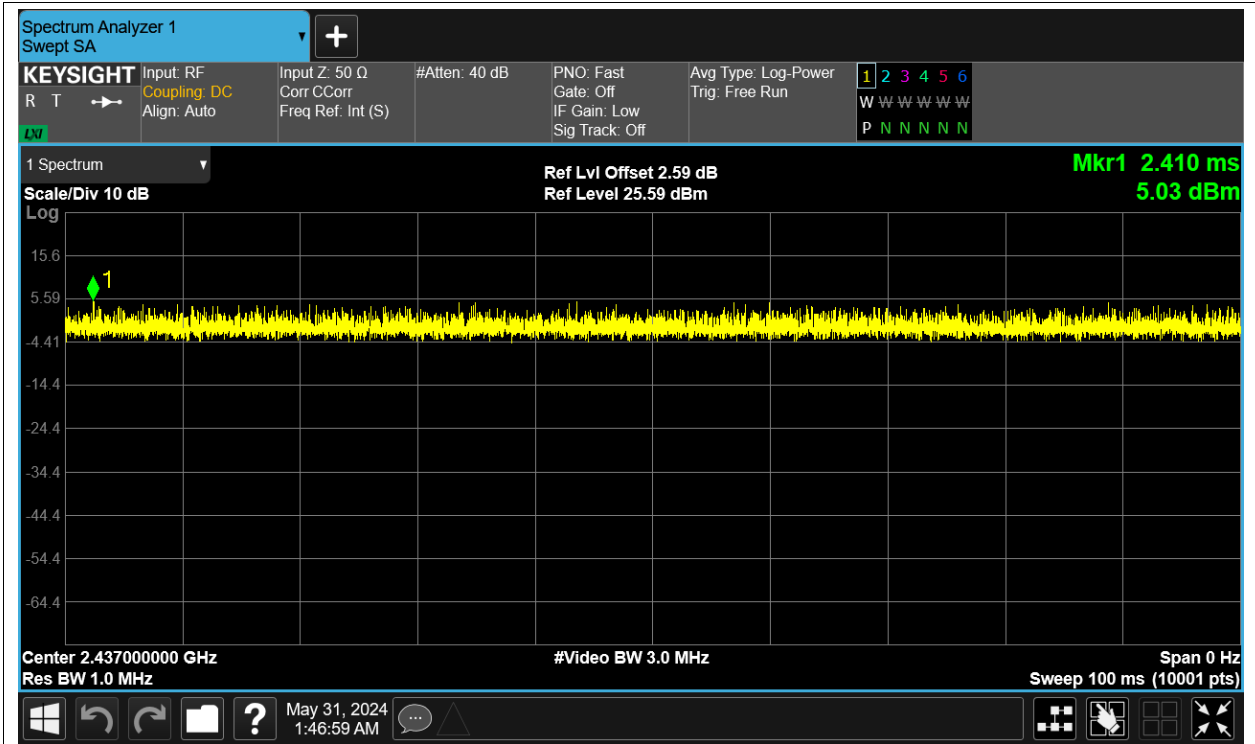 Spectrum Analyzer 1
Swept SA
KEYSIGHT
R T
LXI
Input: RF
Coupling: DC
Align: Auto
Input Z: 50 Ω
Corr CCorr
Freq Ref: Int (S)
#Atten: 40 dB
PNO: Fast
Gate: Off
IF Gain: Low
Sig Track: Off
Avg Type: Log-Power
Trig: Free Run
1 2 3 4 5 6
W W W W W W
P N N N N N
1 Spectrum
Scale/Div 10 dB
Ref Lvl Offset 2.59 dB
Ref Level 25.59 dBm
Mkr1 2.410 ms
5.03 dBm
Log
15.6
1
5.59
-4.41
-14.4
-24.4
-34.4
-44.4
-54.4
-64.4
Center 2.437000000 GHz
#Video BW 3.0 MHz
Span 0 Hz
Res BW 1.0 MHz
Sweep 100 ms (10001 pts)
?
May 31, 2024
1:46:59 AM